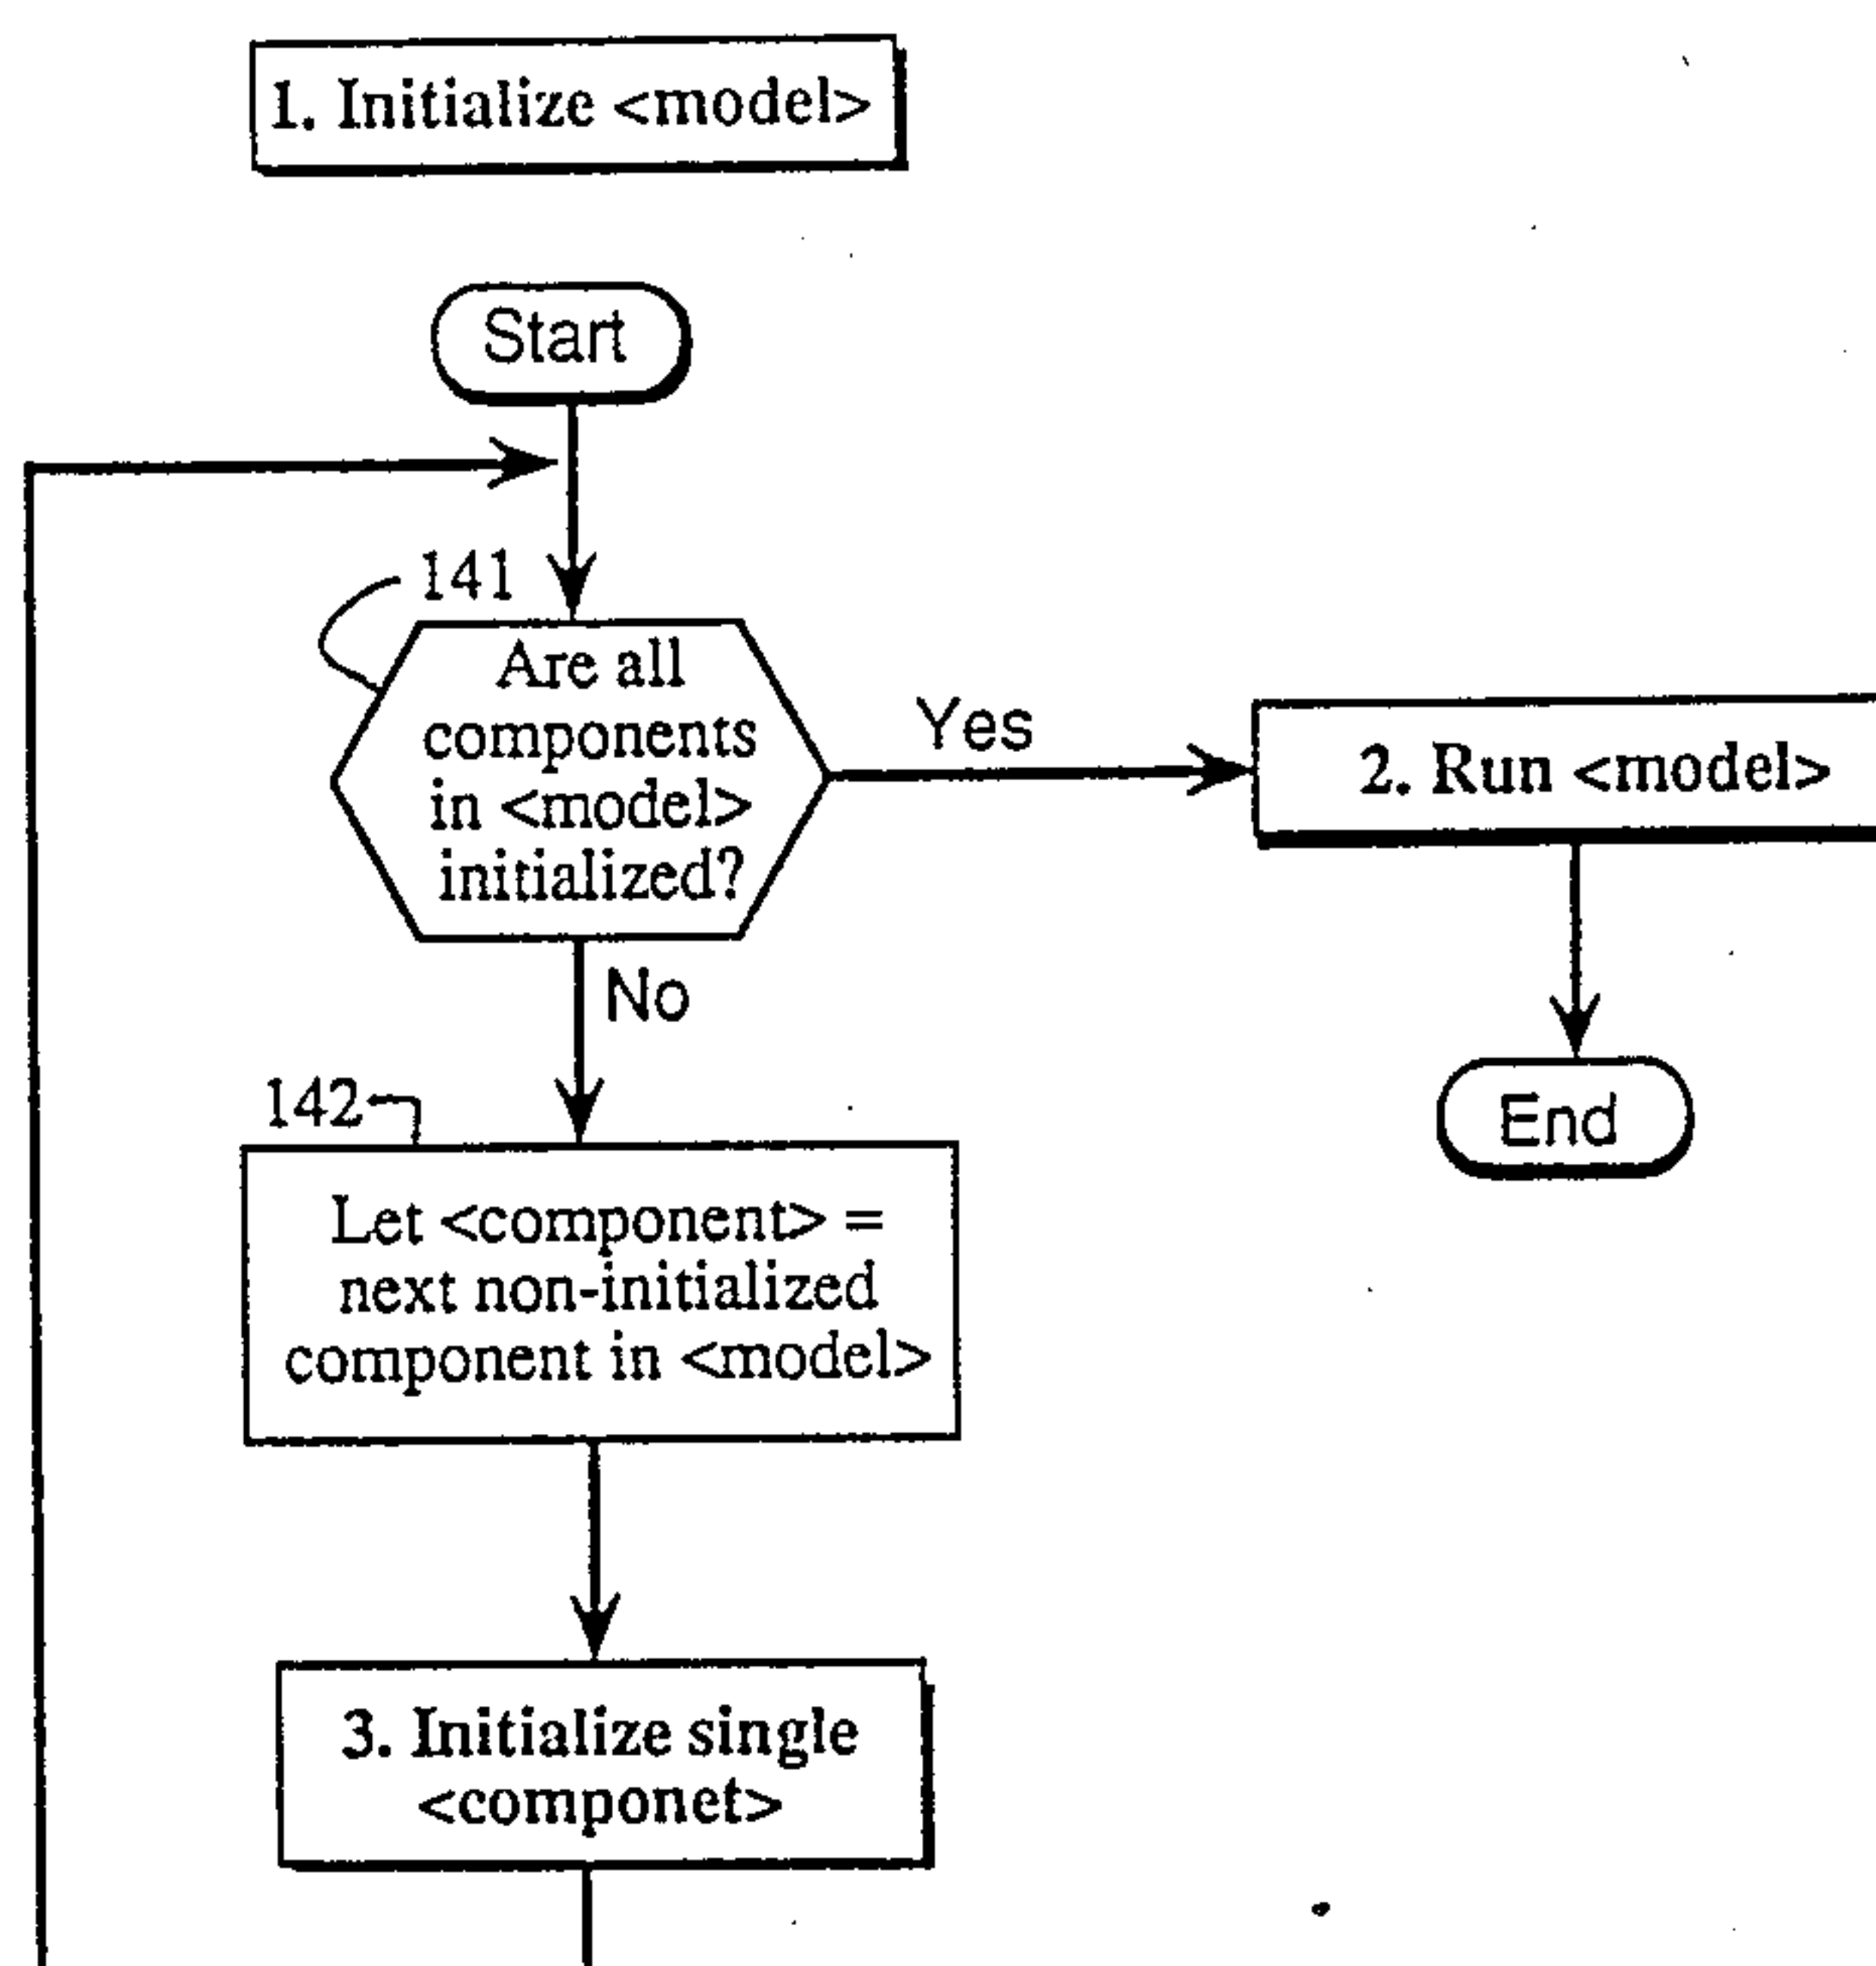 1. Initialize <model>
Start
141
Are all
components
in <model>
initialized?
Yes
2. Run <model>
No
End
142
Let <component> =
next non-initialized
component in <model>
3. Initialize single
<componet>